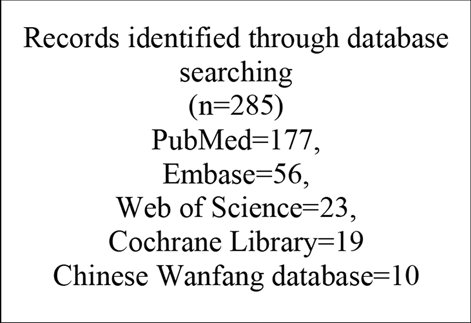 Records identified through database
searching
(n=285)
PubMed=177,
Embase=56,
Web of Science=23,
Cochrane Library=19
Chinese Wanfang database=10